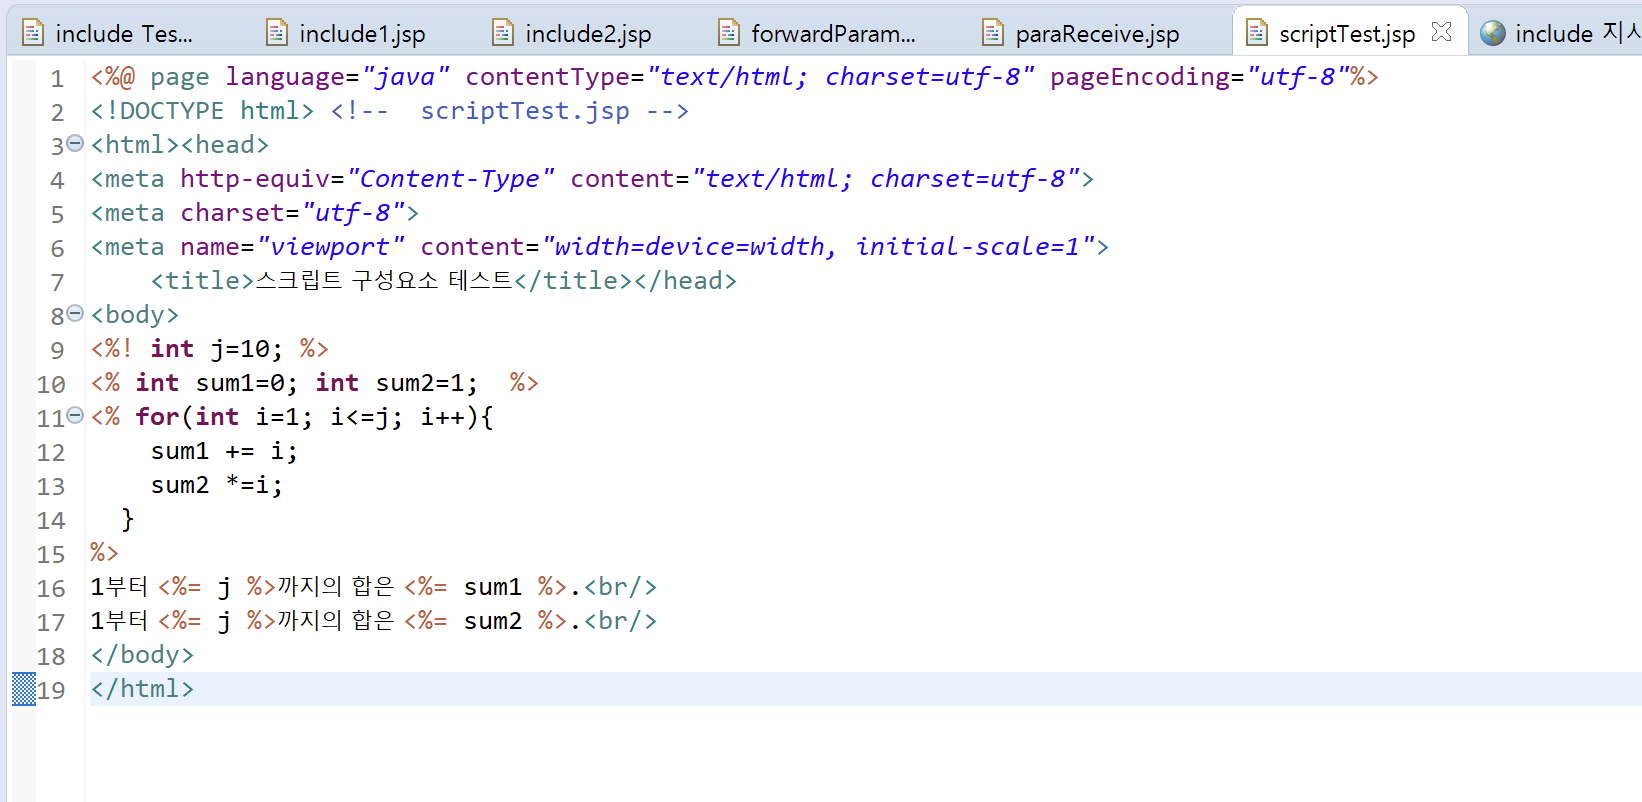 include Tes... include1.jsp include2.jsp forwardParam... paraReceive.jsp scriptTest.jsp include 지시
1 <%@ page language="java" contentType="text/html; charset=utf-8" pageEncoding="utf-8"%>
2 <!DOCTYPE html> <!--  scriptTest.jsp -->
3 <html><head>
4 <meta http-equiv="Content-Type" content="text/html; charset=utf-8">
5 <meta charset="utf-8">
6 <meta name="viewport" content="width=device=width, initial-scale=1">
7     <title>스크립트 구성요소 테스트</title></head>
8 <body>
9 <%! int j=10; %>
10 <% int sum1=0; int sum2=1;  %>
11 <% for(int i=1; i<=j; i++){
12     sum1 += i;
13     sum2 *=i;
14   }
15 %>
16 1부터 <%= j %>까지의 합은 <%= sum1 %>.<br/>
17 1부터 <%= j %>까지의 합은 <%= sum2 %>.<br/>
18 </body>
19 </html>